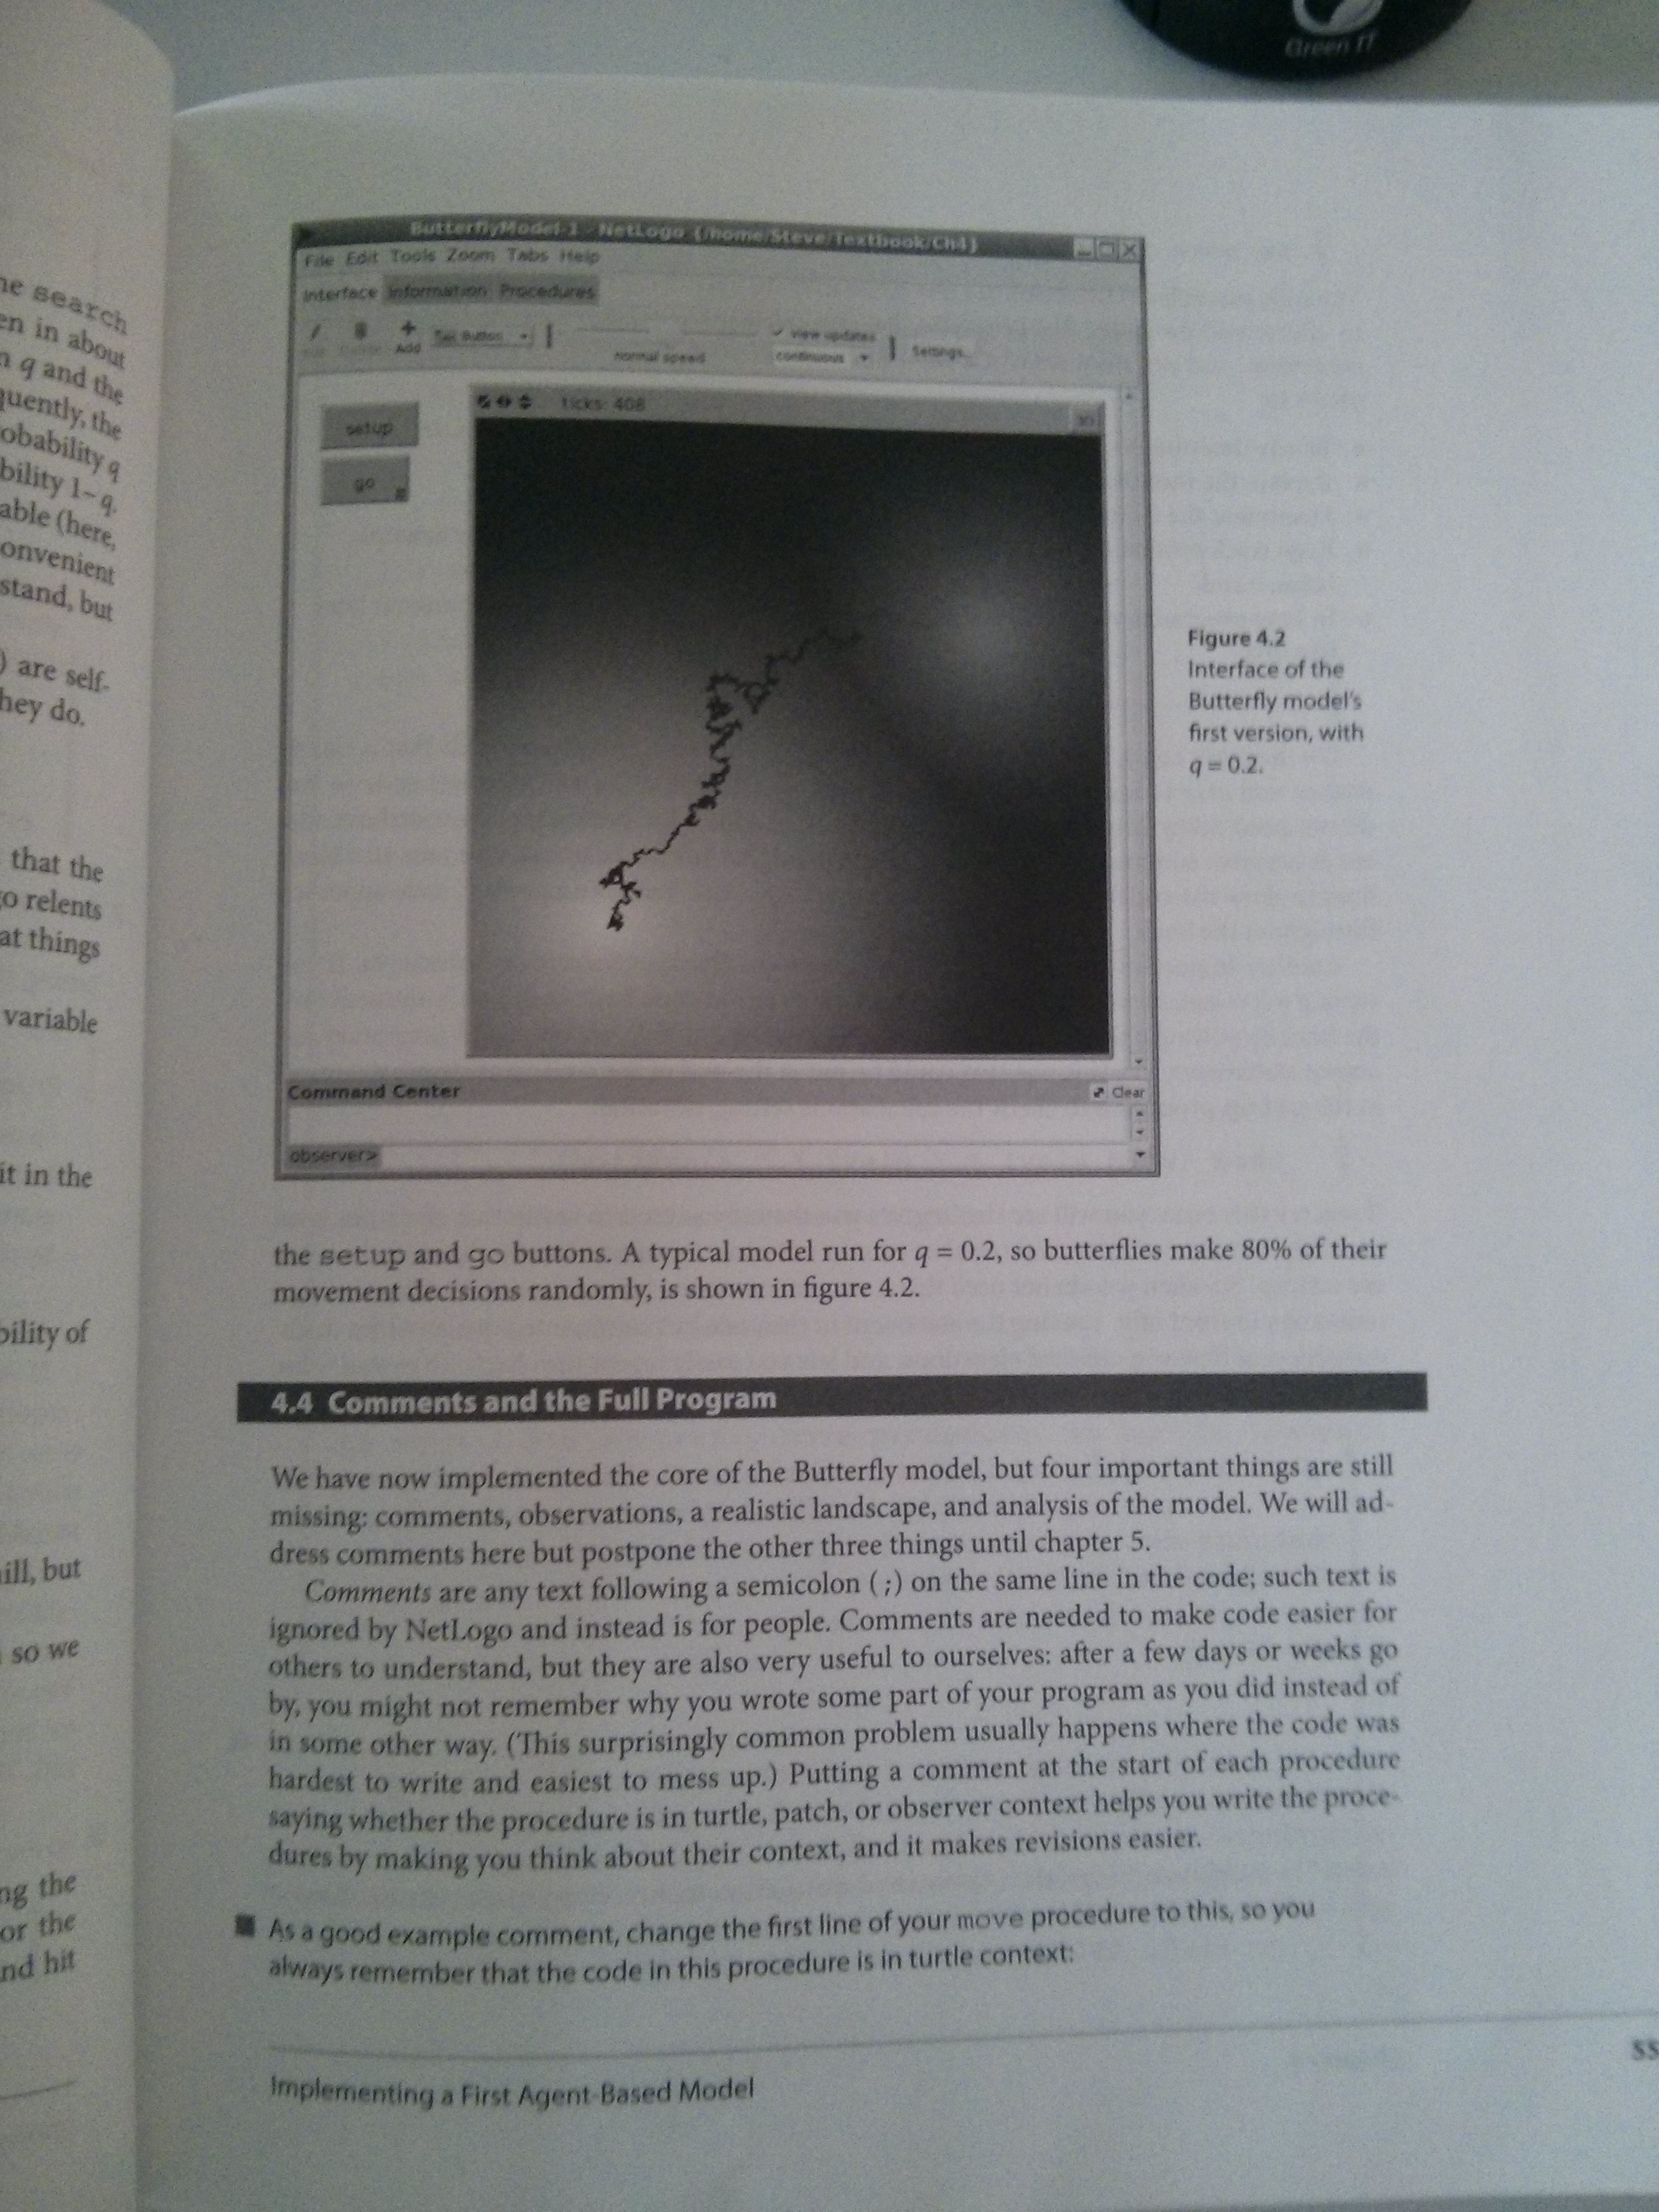 Green IT
ne search
en in about
n q and the
quently, the
obability q
bility 1–q.
able (here,
onvenient
stand, but
) are self-
hey do.
that the
go relents
at things
variable
it in the
bility of
ill, but
so we
ng the
or the
nd hit
ButterflyModel-1 - NetLogo {/home/Steve/Textbook/Ch4}
File Edit Tools Zoom Tabs Help
Interface Information Procedures
Add Button view updates
normal speed continuous Settings...
ticks: 408
3D
setup
go
Command Center Clear
observer>
Figure 4.2
Interface of the
Butterfly model's
first version, with
q = 0.2.
the setup and go buttons. A typical model run for q = 0.2, so butterflies make 80% of their
movement decisions randomly, is shown in figure 4.2.
4.4 Comments and the Full Program
We have now implemented the core of the Butterfly model, but four important things are still
missing: comments, observations, a realistic landscape, and analysis of the model. We will ad-
dress comments here but postpone the other three things until chapter 5.
Comments are any text following a semicolon (;) on the same line in the code; such text is
ignored by NetLogo and instead is for people. Comments are needed to make code easier for
others to understand, but they are also very useful to ourselves: after a few days or weeks go
by, you might not remember why you wrote some part of your program as you did instead of
in some other way. (This surprisingly common problem usually happens where the code was
hardest to write and easiest to mess up.) Putting a comment at the start of each procedure
saying whether the procedure is in turtle, patch, or observer context helps you write the proce-
dures by making you think about their context, and it makes revisions easier.
■ As a good example comment, change the first line of your move procedure to this, so you
always remember that the code in this procedure is in turtle context:
Implementing a First Agent-Based Model
55